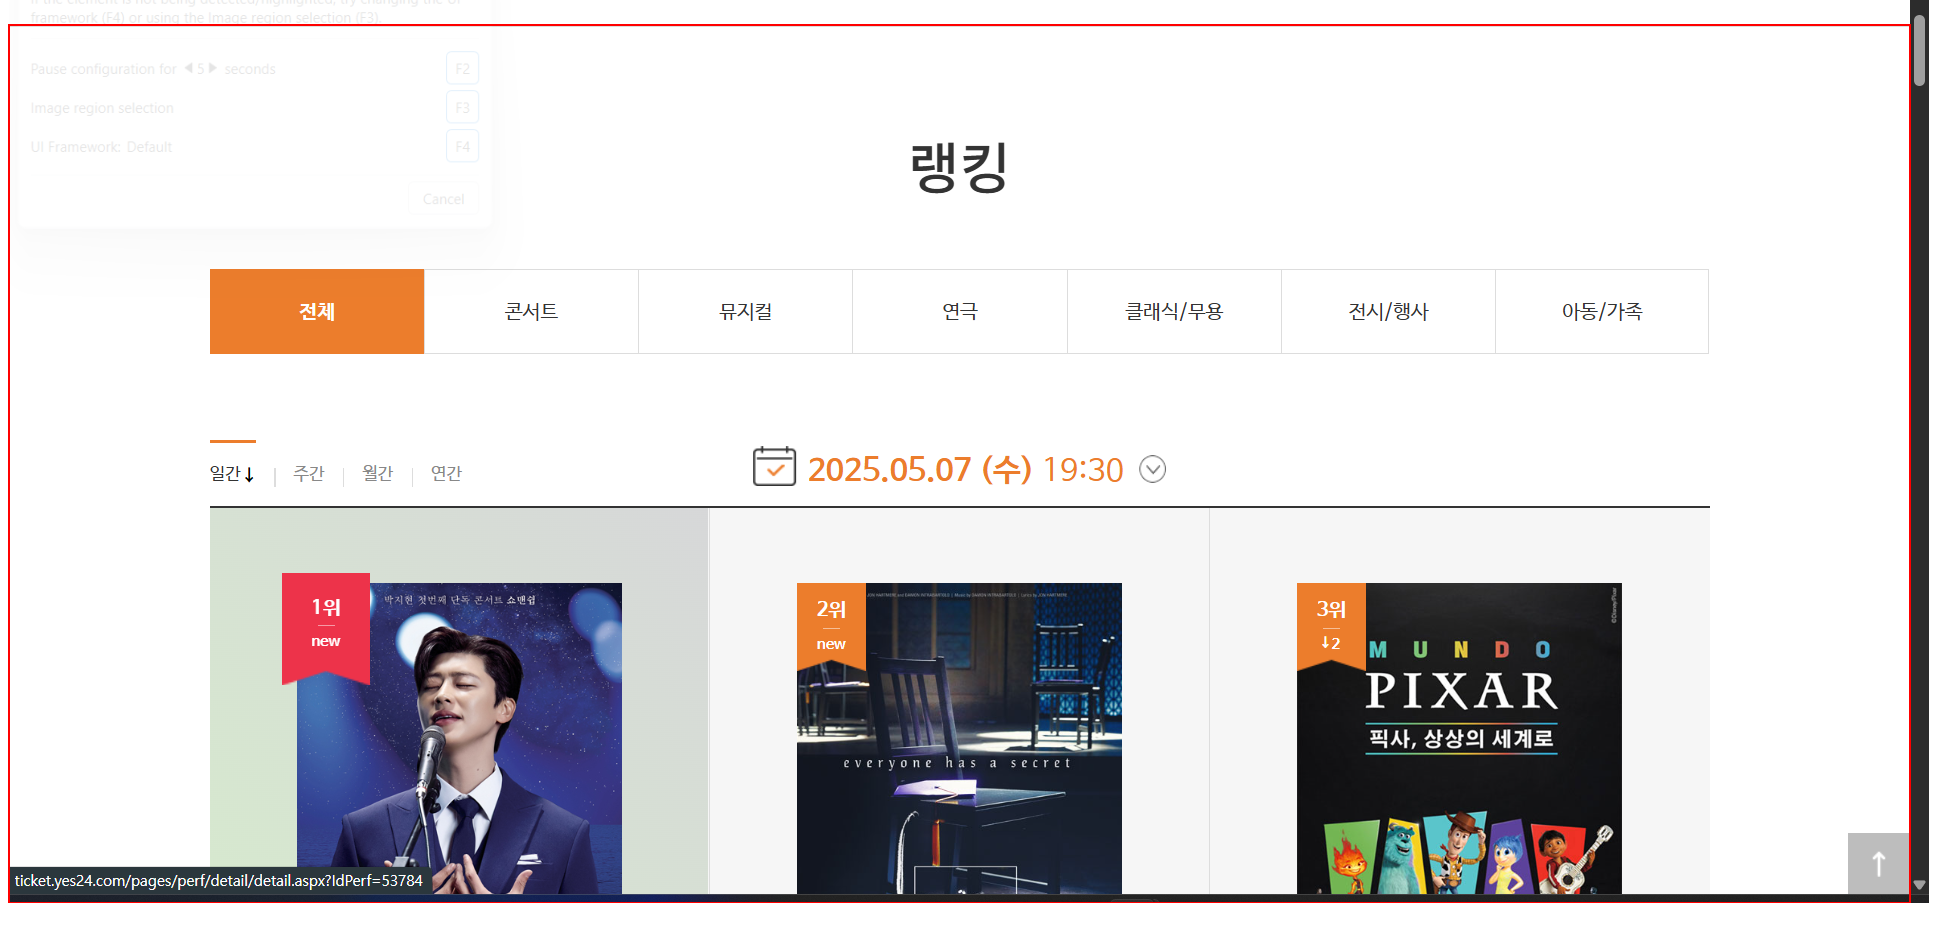 If the element is not being detected/highlighted, try changing the UI
framework (F4) or using the Image region selection (F3).
Pause configuration for 5 seconds
F2
Image region selection
F3
UI Framework: Default
F4
Cancel
랭킹
전체
콘서트
뮤지컬
연극
클래식/무용
전시/행사
아동/가족
일간↓ | 주간 | 월간 | 연간
2025.05.07 (수) 19:30
1위
new
박지현 첫번째 단독 콘서트 쇼맨쉽
2위
new
everyone has a secret
3위
↓2
©Disney/Pixar
MUNDO
PIXAR
픽사, 상상의 세계로
ticket.yes24.com/pages/perf/detail/detail.aspx?IdPerf=53784